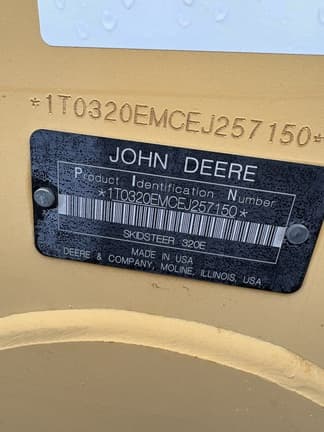 *1T0320EMCEJ257150*
JOHN DEERE
Product Identification Number
*1T0320EMCEJ257150*
SKIDSTEER 320E
MADE IN USA
DEERE & COMPANY, MOLINE, ILLINOIS, USA